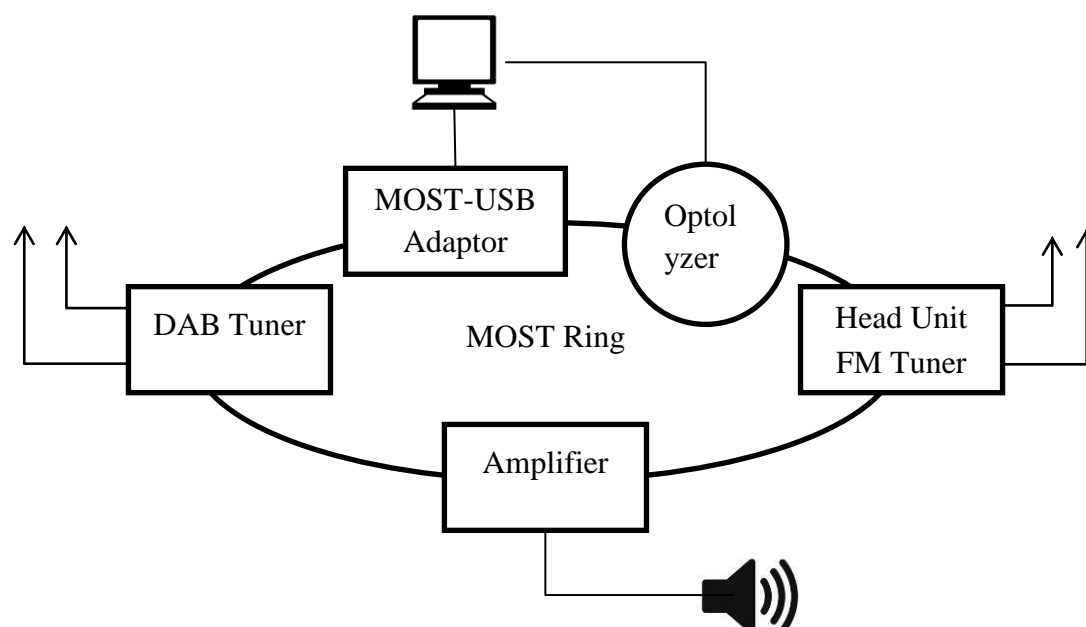 MOST-USB
Adaptor
Optol
yzer
DAB Tuner
MOST Ring
Head Unit
FM Tuner
Amplifier